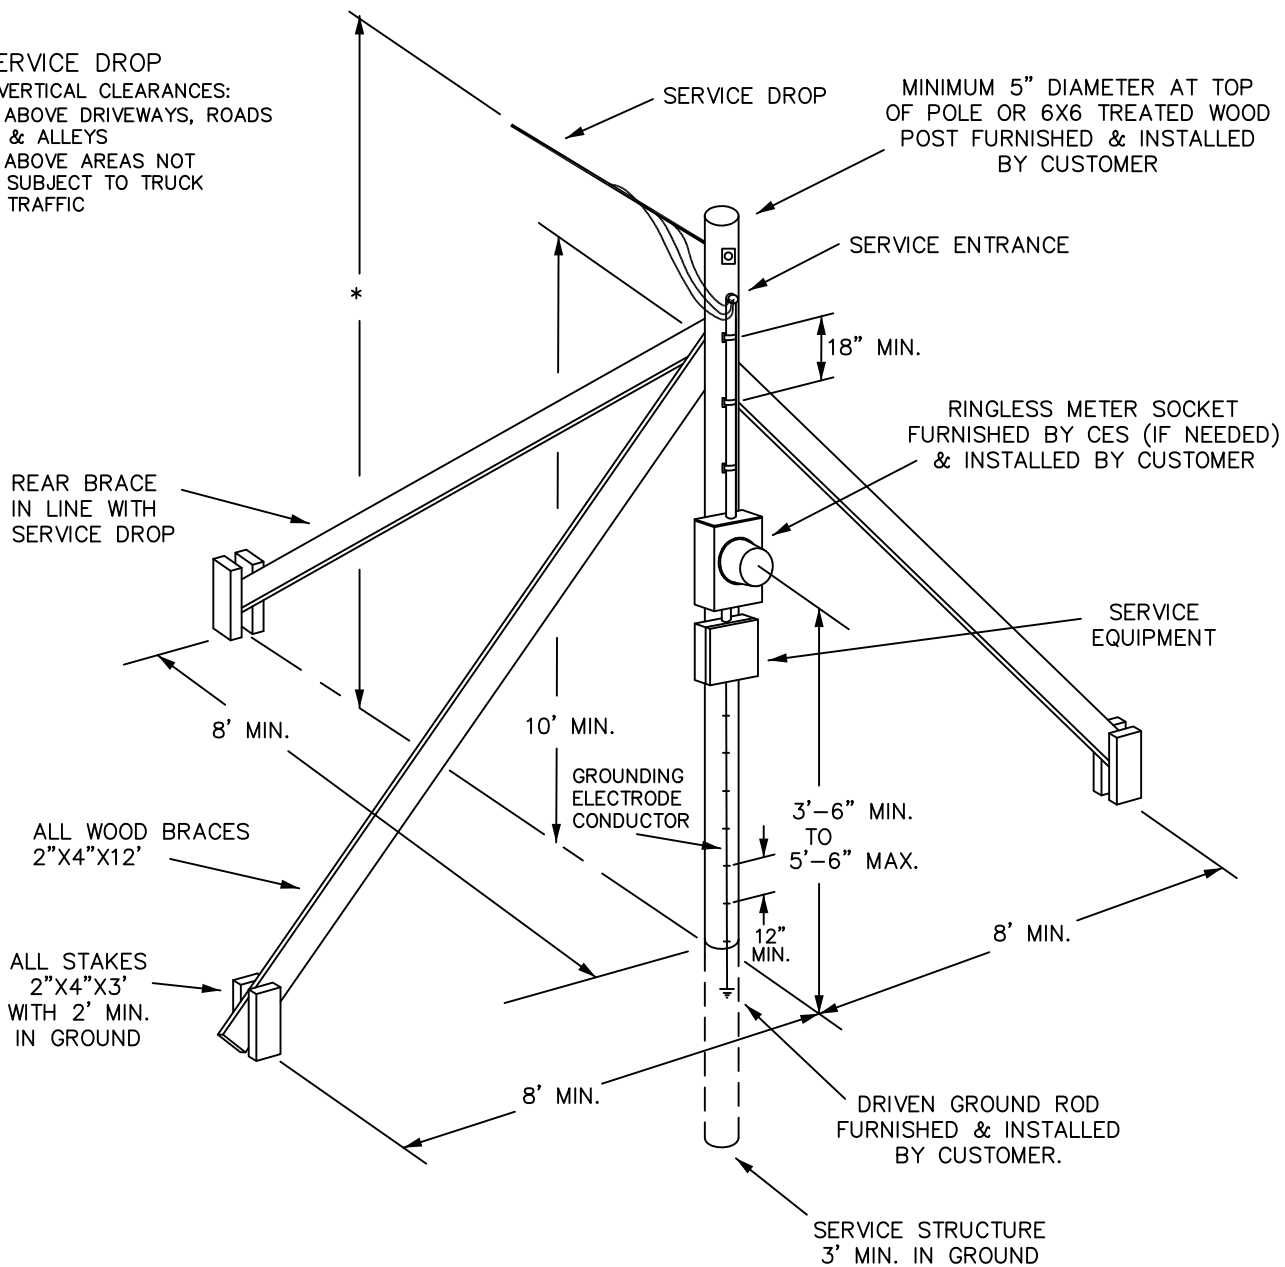 ERVICE DROP
VERTICAL CLEARANCES:
ABOVE DRIVEWAYS, ROADS
& ALLEYS
ABOVE AREAS NOT
SUBJECT TO TRUCK
TRAFFIC
SERVICE DROP
MINIMUM 5" DIAMETER AT TOP
OF POLE OR 6X6 TREATED WOOD
POST FURNISHED & INSTALLED
BY CUSTOMER
SERVICE ENTRANCE
*
18" MIN.
RINGLESS METER SOCKET
FURNISHED BY CES (IF NEEDED)
& INSTALLED BY CUSTOMER
REAR BRACE
IN LINE WITH
SERVICE DROP
SERVICE
EQUIPMENT
8' MIN.
10' MIN.
GROUNDING
ELECTRODE
CONDUCTOR
3'-6" MIN.
TO
5'-6" MAX.
ALL WOOD BRACES
2"X4"X12'
12"
MIN.
8' MIN.
ALL STAKES
2"X4"X3'
WITH 2' MIN.
IN GROUND
8' MIN.
DRIVEN GROUND ROD
FURNISHED & INSTALLED
BY CUSTOMER.
SERVICE STRUCTURE
3' MIN. IN GROUND